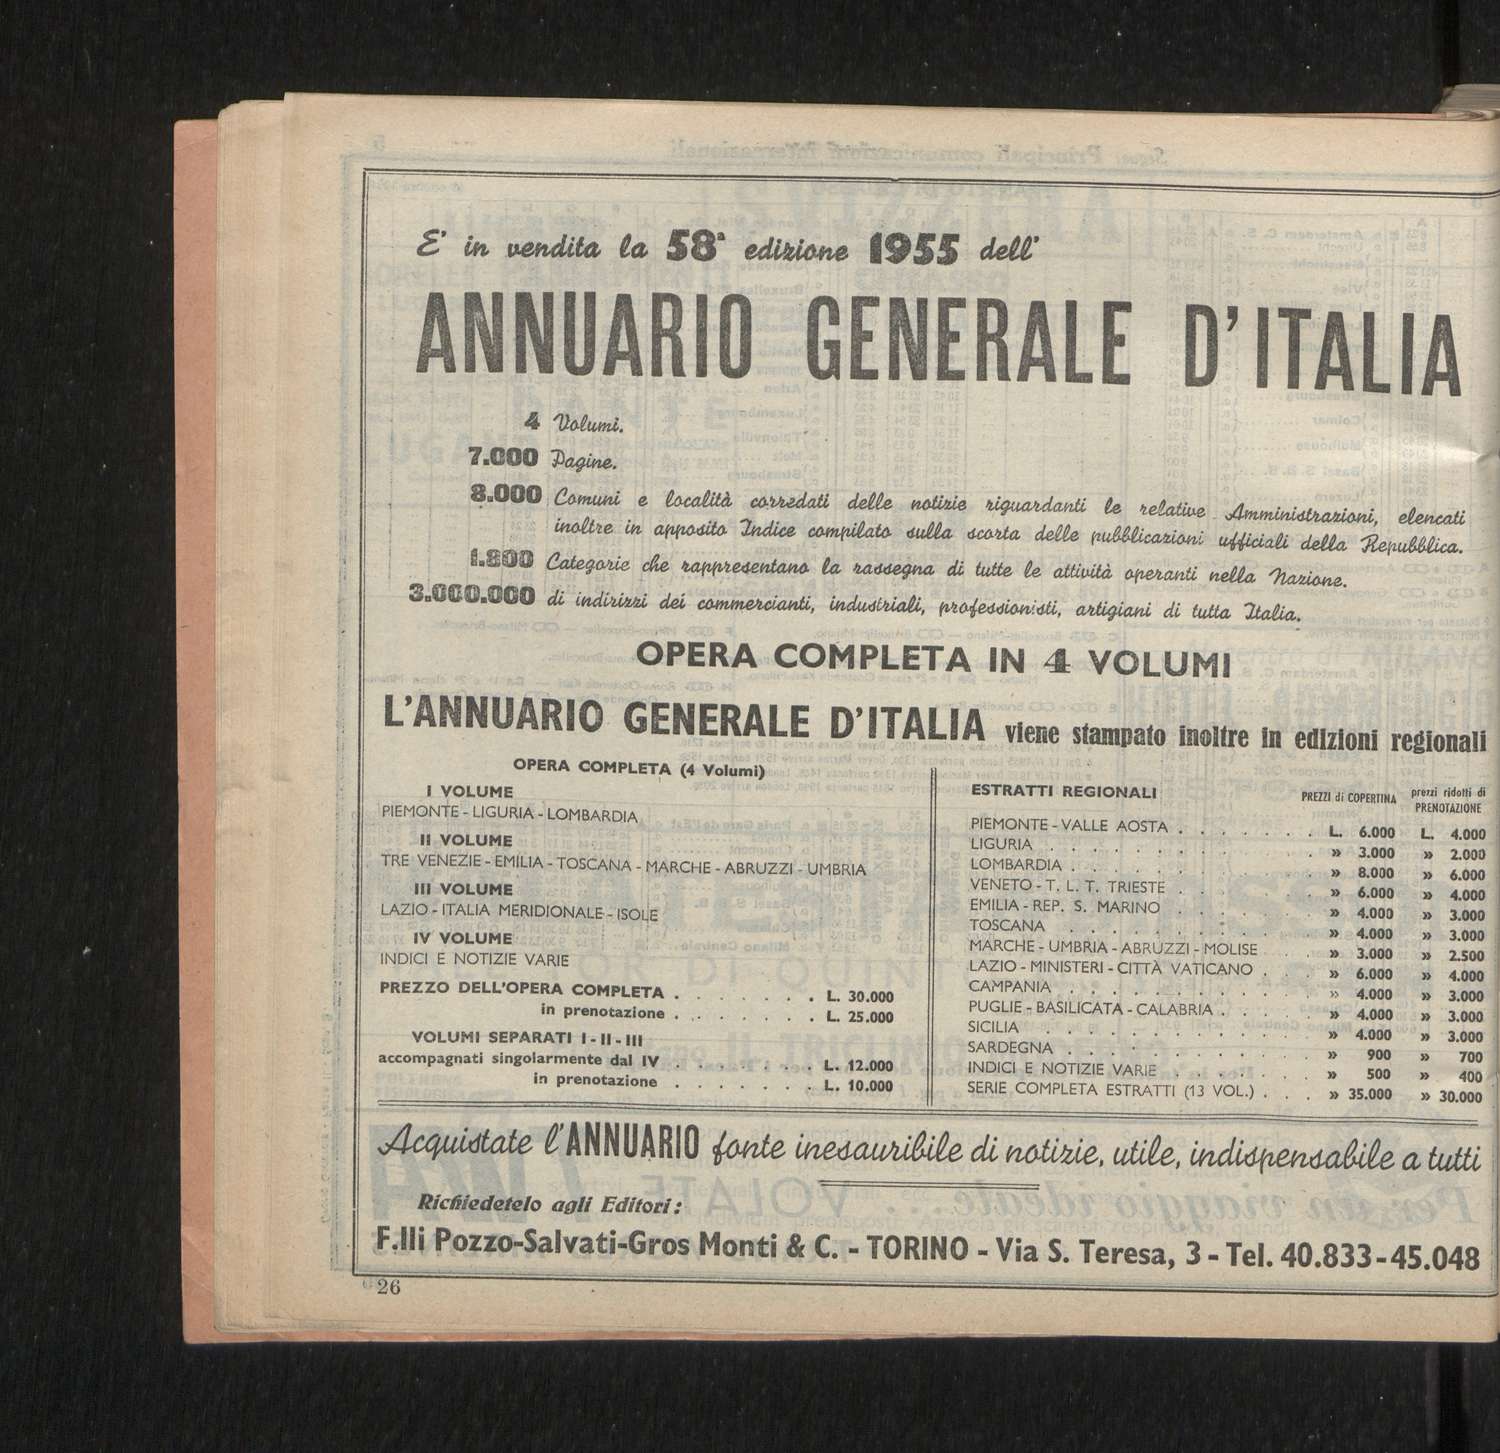 E' in vendita la 58ª edizione 1955 dell'
ANNUARIO GENERALE D'ITALIA
4 Volumi.
7.000 Pagine.
8.000 Comuni e località corredati delle notizie riguardanti le relative Amministrazioni, elencati
inoltre in apposito Indice compilato sulla scorta delle pubblicazioni ufficiali della Repubblica.
1.800 Categorie che rappresentano la rassegna di tutte le attività operanti nella Nazione.
3.000.000 di indirizzi dei commercianti, industriali, professionisti, artigiani di tutta Italia.
OPERA COMPLETA IN 4 VOLUMI
L'ANNUARIO GENERALE D'ITALIA viene stampato inoltre in edizioni regionali
OPERA COMPLETA (4 Volumi)
I VOLUME
PIEMONTE - LIGURIA - LOMBARDIA
II VOLUME
TRE VENEZIE - EMILIA - TOSCANA - MARCHE - ABRUZZI - UMBRIA
III VOLUME
LAZIO - ITALIA MERIDIONALE - ISOLE
IV VOLUME
INDICI E NOTIZIE VARIE
PREZZO DELL'OPERA COMPLETA . . . . . . . L. 30.000
in prenotazione . . . . . . . L. 25.000
VOLUMI SEPARATI I - II - III
accompagnati singolarmente dal IV . . . . . . . L. 12.000
in prenotazione . . . . . . . L. 10.000
ESTRATTI REGIONALI PREZZI di COPERTINA prezzi ridotti di PRENOTAZIONE
PIEMONTE - VALLE AOSTA . . . . . . . L. 6.000 L. 4.000
LIGURIA . . . . . . . . . . » 3.000 » 2.000
LOMBARDIA . . . . . . . . . . » 8.000 » 6.000
VENETO - T. L. T. TRIESTE . . . . . . . » 6.000 » 4.000
EMILIA - REP. S. MARINO . . . . . . . » 4.000 » 3.000
TOSCANA . . . . . . . . . . » 4.000 » 3.000
MARCHE - UMBRIA - ABRUZZI - MOLISE . . . » 3.000 » 2.500
LAZIO - MINISTERI - CITTÀ VATICANO . . . » 6.000 » 4.000
CAMPANIA . . . . . . . . . . » 4.000 » 3.000
PUGLIE - BASILICATA - CALABRIA . . . . . » 4.000 » 3.000
SICILIA . . . . . . . . . . » 4.000 » 3.000
SARDEGNA . . . . . . . . . . » 900 » 700
INDICI E NOTIZIE VARIE . . . . . . . » 500 » 400
SERIE COMPLETA ESTRATTI (13 VOL.) . . . » 35.000 » 30.000
Acquistate l'ANNUARIO fonte inesauribile di notizie, utile, indispensabile a tutti
Richiedetelo agli Editori:
F.lli Pozzo-Salvati-Gros Monti & C. - TORINO - Via S. Teresa, 3 - Tel. 40.833-45.048
26